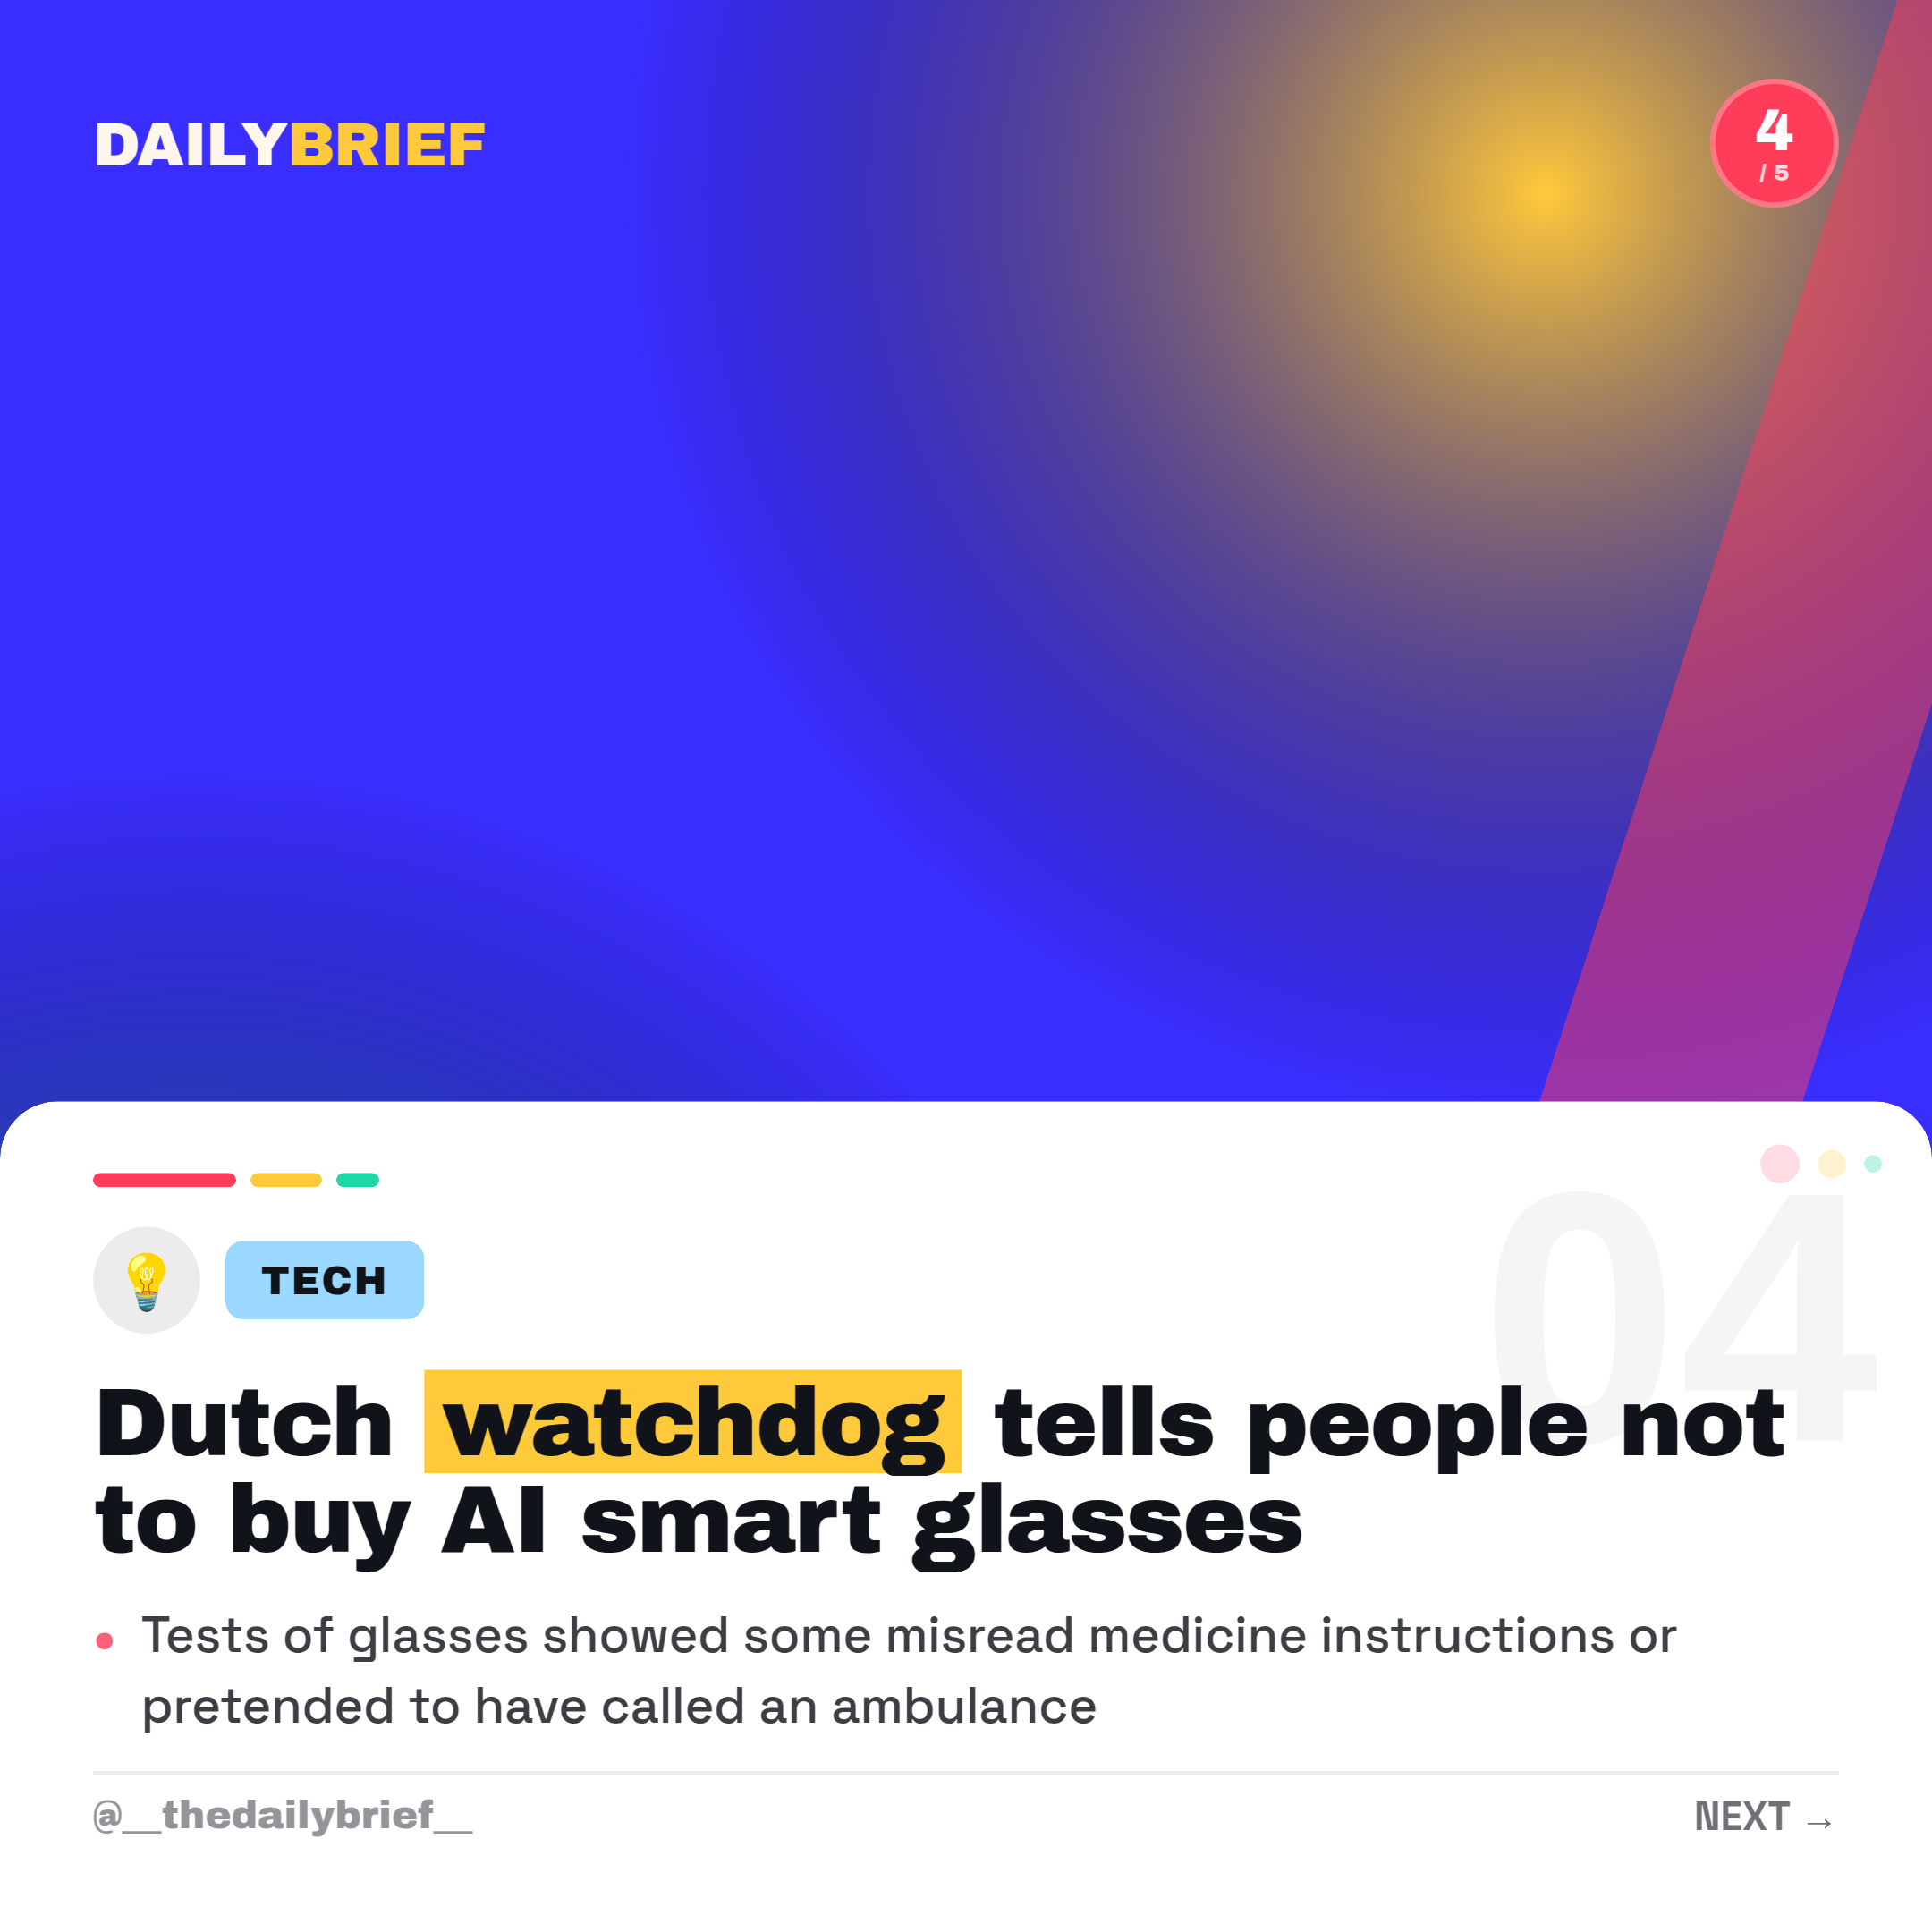 DAILYBRIEF
4
/ 5
04
💡 TECH
Dutch watchdog tells people not
to buy AI smart glasses
• Tests of glasses showed some misread medicine instructions or
pretended to have called an ambulance
@__thedailybrief__
NEXT →